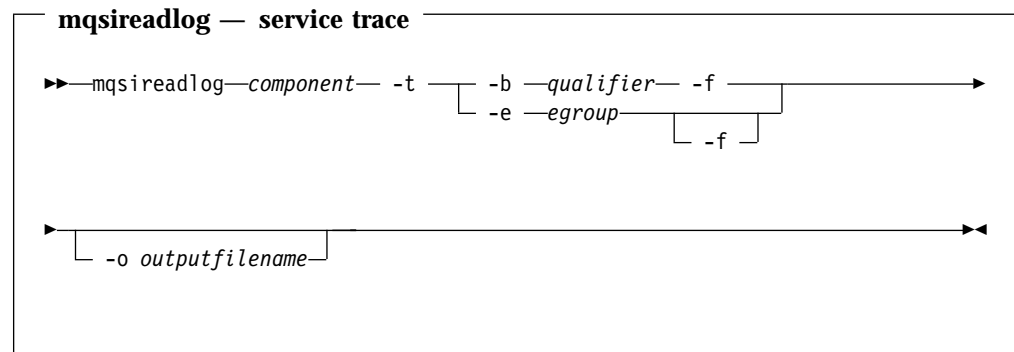 mqsireadlog — service trace
mqsireadlog component -t -b qualifier -f
-e egroup
-f
-o outputfilename